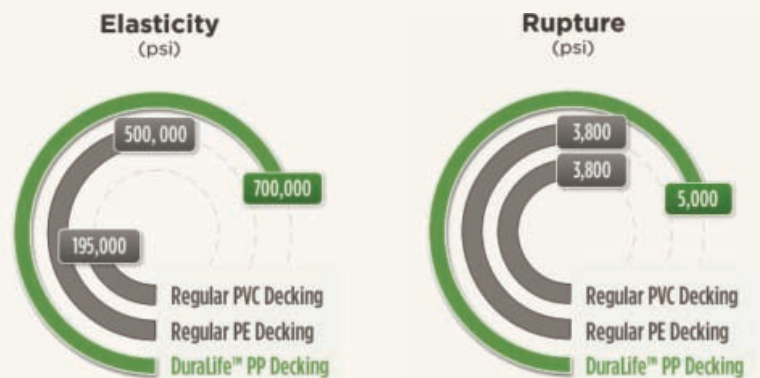 Elasticity
(psi)
500,000
700,000
195,000
Regular PVC Decking
Regular PE Decking
DuraLife™ PP Decking
Rupture
(psi)
3,800
3,800
5,000
Regular PVC Decking
Regular PE Decking
DuraLife™ PP Decking